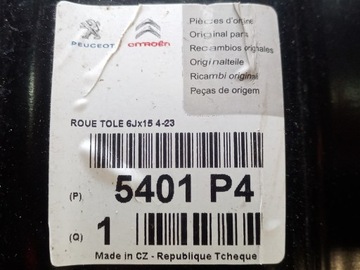 PEUGEOT
CITROËN
Pièces d'origine
Original parts
Recambios originales
Originalteile
Ricambi originali
Peças de origem
ROUE TOLE 6Jx15 4-23
(P) 5401 P4
(Q) 1
Made in CZ - Republique Tcheque